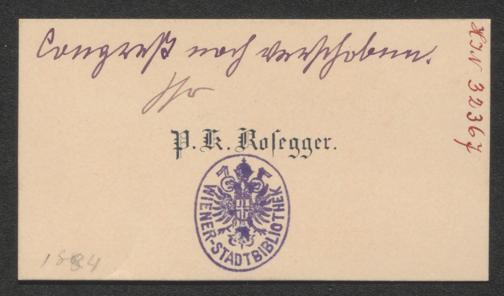 Congreß noch verschoben.
Ihr
P. K. Rosegger.
WIENER-STADTBIBLIOTHEK
1884
H.I.N. 32367